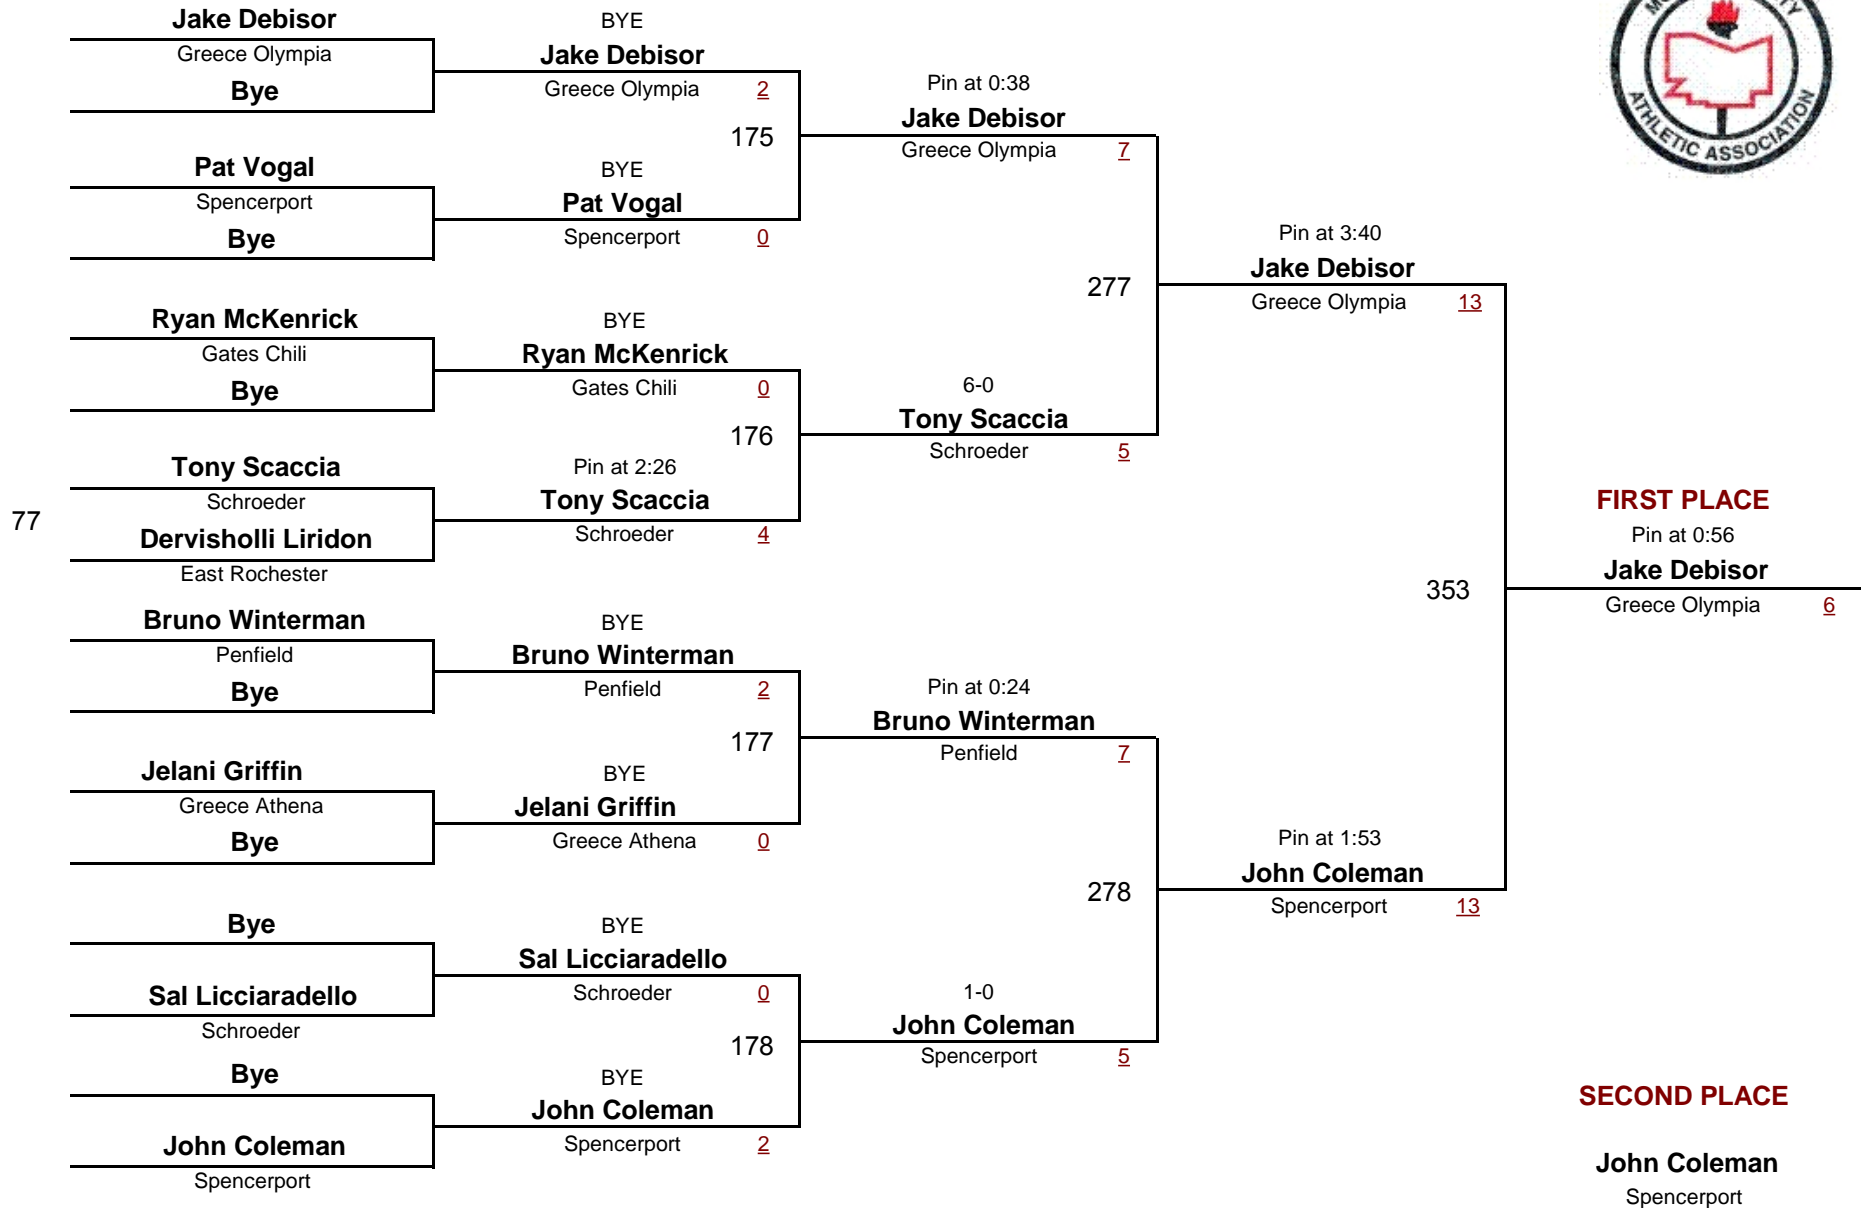 Jake Debisor
Greece Olympia
Bye
Pat Vogal
Spencerport
Bye
Ryan McKenrick
Gates Chili
Bye
77
Tony Scaccia
Schroeder
Dervisholli Liridon
East Rochester
Bruno Winterman
Penfield
Bye
Jelani Griffin
Greece Athena
Bye
Bye
Sal Licciaradello
Schroeder
Bye
John Coleman
Spencerport
BYE
Jake Debisor
Greece Olympia 2
175
BYE
Pat Vogal
Spencerport 0
BYE
Ryan McKenrick
Gates Chili 0
176
Pin at 2:26
Tony Scaccia
Schroeder 4
BYE
Bruno Winterman
Penfield 2
177
BYE
Jelani Griffin
Greece Athena 0
BYE
Sal Licciaradello
Schroeder 0
178
BYE
John Coleman
Spencerport 2
Pin at 0:38
Jake Debisor
Greece Olympia 7
277
6-0
Tony Scaccia
Schroeder 5
Pin at 0:24
Bruno Winterman
Penfield 7
278
1-0
John Coleman
Spencerport 5
Pin at 3:40
Jake Debisor
Greece Olympia 13
353
Pin at 1:53
John Coleman
Spencerport 13
ATHLETIC ASSOCIATION
FIRST PLACE
Pin at 0:56
Jake Debisor
Greece Olympia 6
SECOND PLACE
John Coleman
Spencerport